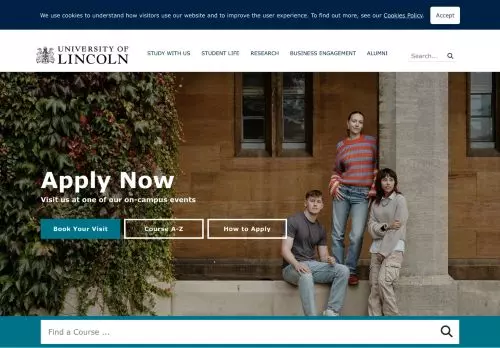 We use cookies to understand how visitors use our website and to improve the user experience. To find out more, see our Cookies Policy.
Accept
UNIVERSITY OF
LINCOLN
STUDY WITH US STUDENT LIFE RESEARCH BUSINESS ENGAGEMENT ALUMNI
Search...
Apply Now
Visit us at one of our on-campus events
Book Your Visit Course A-Z How to Apply
Find a Course ...